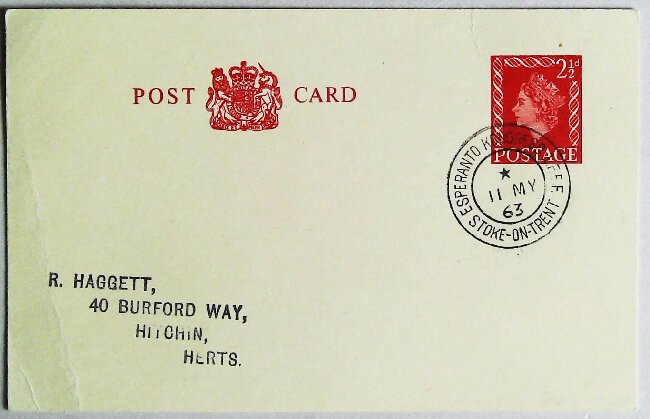 POST CARD
2½d
POSTAGE
ESPERANTO
★
11 MY
63
STOKE-ON-TRENT
R. HAGGETT,
40 BURFORD WAY,
HITCHIN,
HERTS.